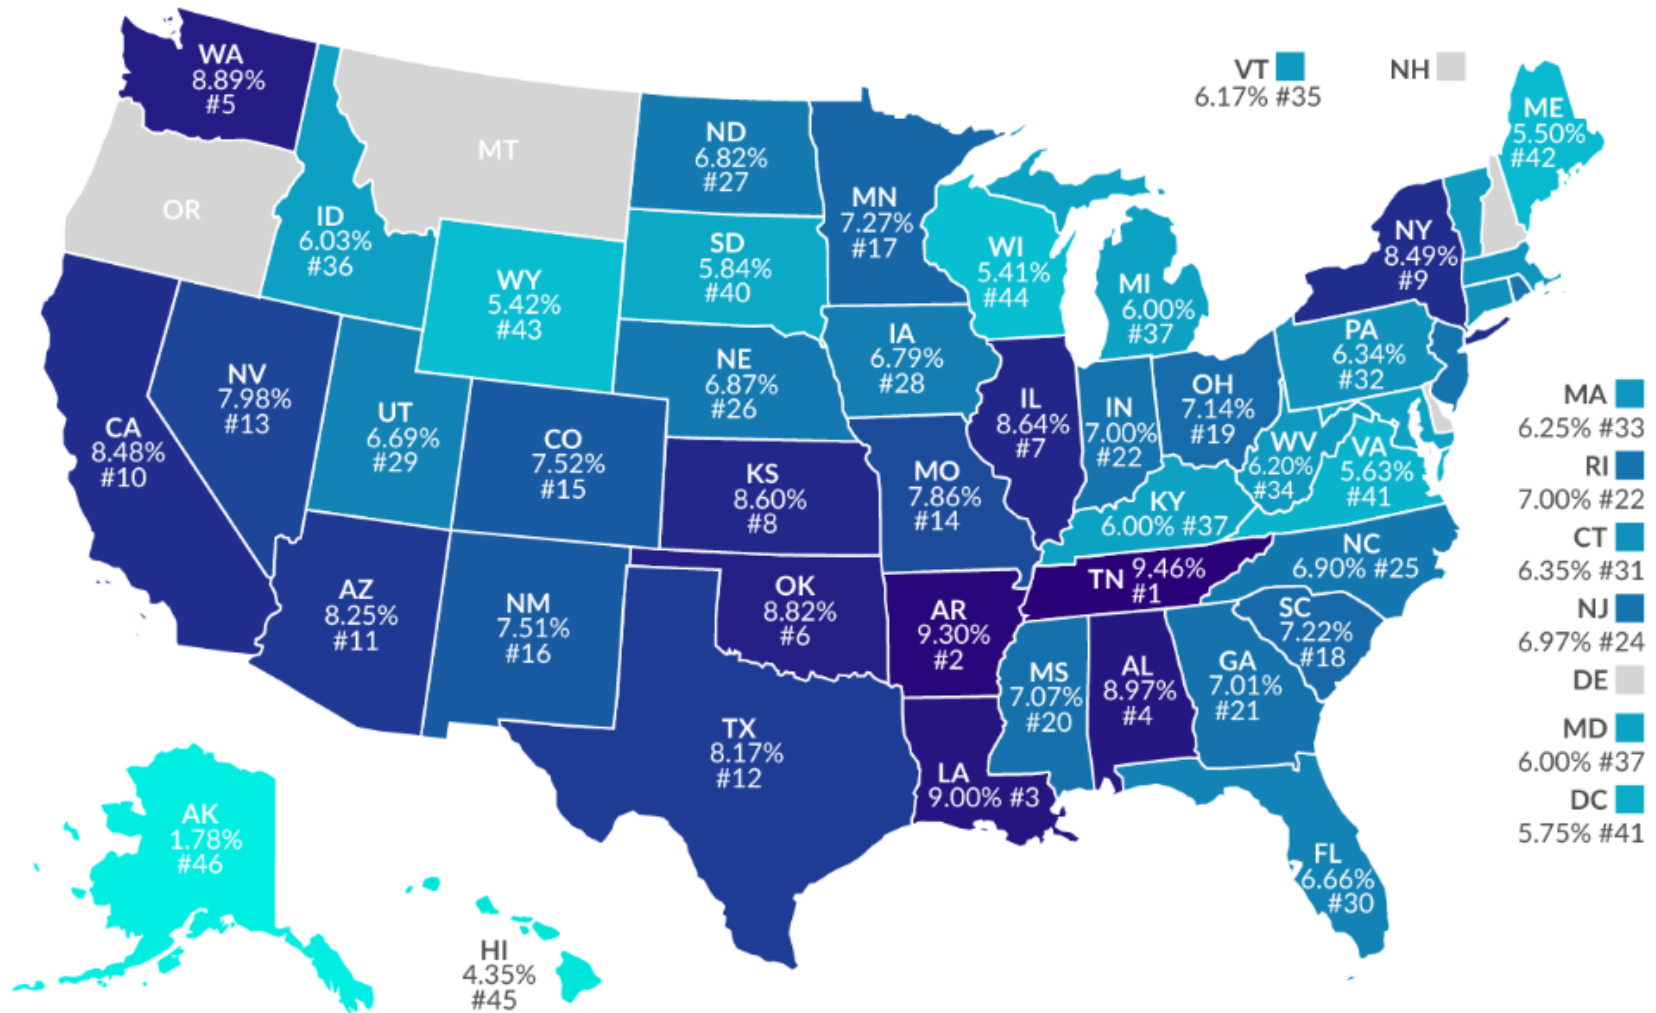 WA
8.89%
#5
VT
6.17% #35
NH
ME
5.50%
#42
MT
ND
6.82%
#27
OR
ID
6.03%
#36
MN
7.27%
#17
SD
5.84%
#40
WI
5.41%
#44
NY
8.49%
#9
WY
5.42%
#43
MI
6.00%
#37
IA
6.79%
#28
PA
6.34%
#32
NE
6.87%
#26
NV
7.98%
#13
UT
6.69%
#29
IL
8.64%
#7
IN
7.00%
#22
OH
7.14%
#19
CA
8.48%
#10
CO
7.52%
#15
KS
8.60%
#8
MO
7.86%
#14
WV
6.20%
#34
VA
5.63%
#41
KY
6.00% #37
MA
6.25% #33
RI
7.00% #22
CT
6.35% #31
NJ
6.97% #24
DE
MD
6.00% #37
DC
5.75% #41
NC
6.90% #25
TN 9.46%
#1
AZ
8.25%
#11
NM
7.51%
#16
OK
8.82%
#6
AR
9.30%
#2
SC
7.22%
#18
MS
7.07%
#20
AL
8.97%
#4
GA
7.01%
#21
TX
8.17%
#12
LA
9.00% #3
FL
6.66%
#30
AK
1.78%
#46
HI
4.35%
#45